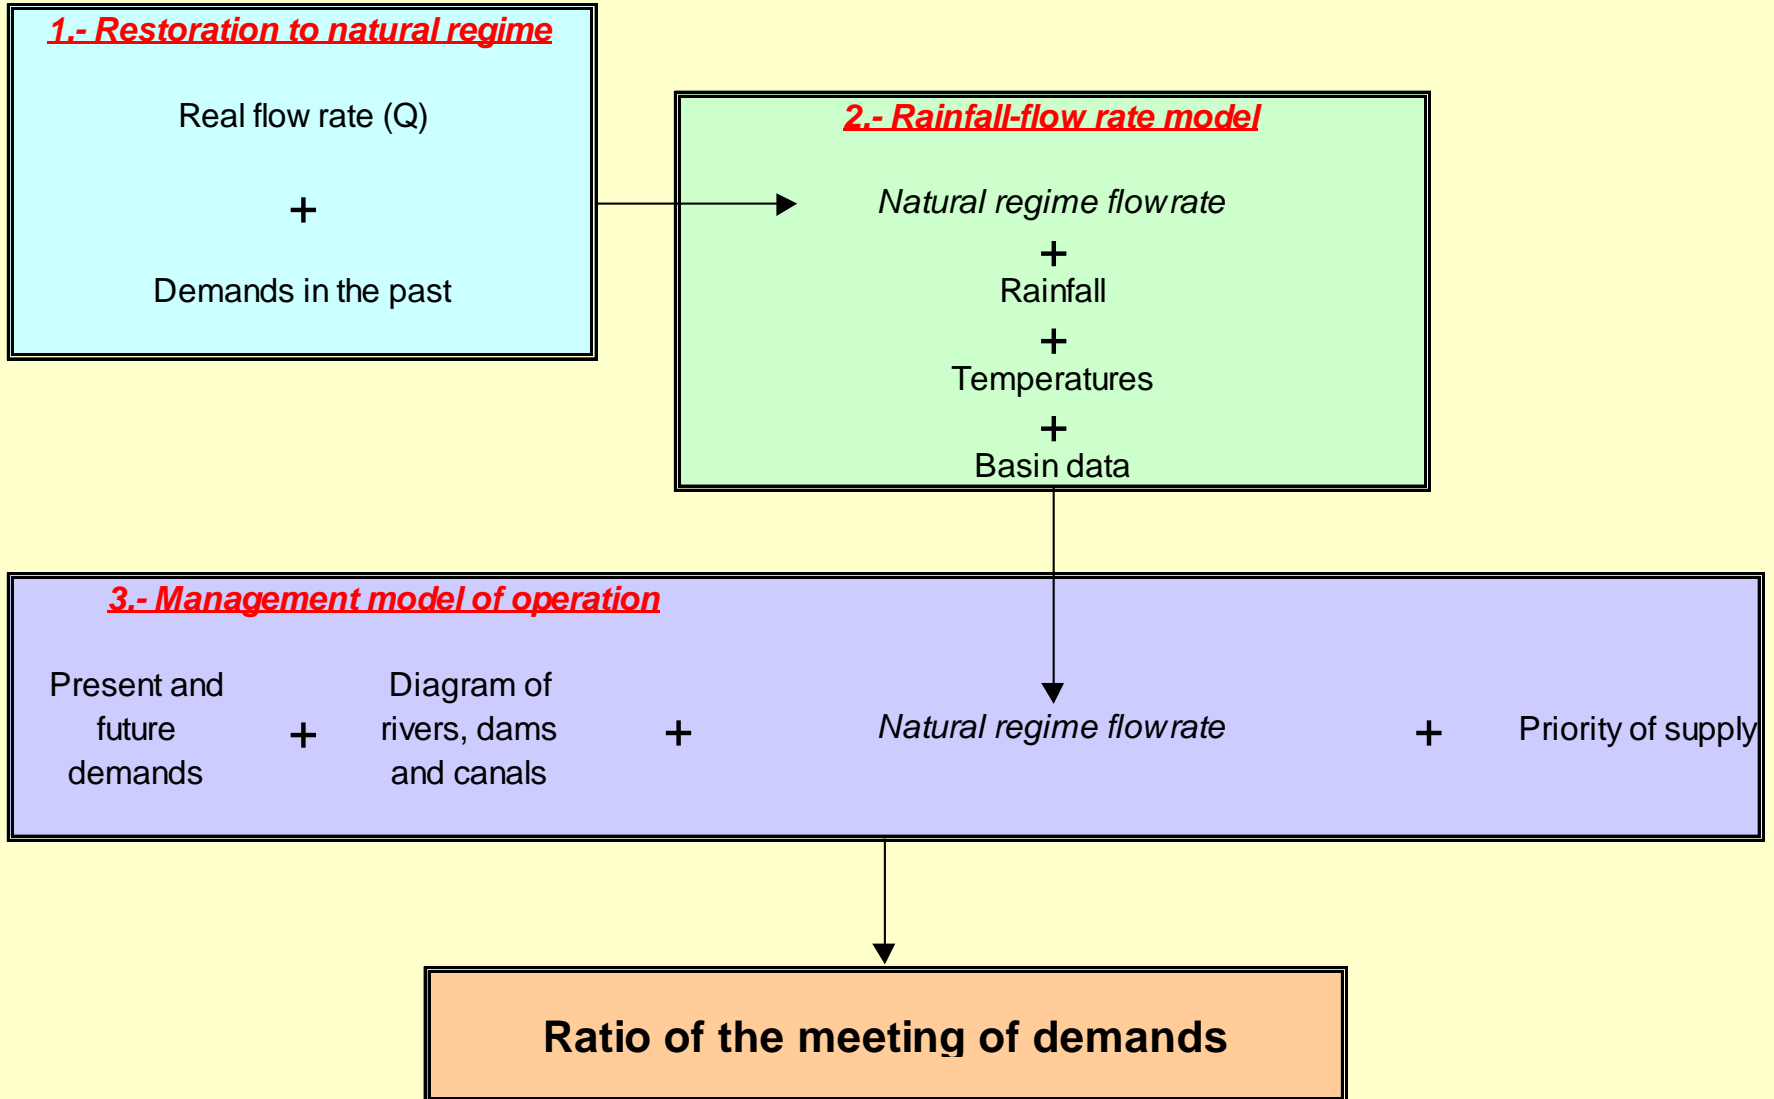 1.- Restoration to natural regime
Real flow rate (Q)
+
Demands in the past
2.- Rainfall-flow rate model
Natural regime flowrate
+
Rainfall
+
Temperatures
+
Basin data
3.- Management model of operation
Present and
future
demands
+
Diagram of
rivers, dams
and canals
+
Natural regime flowrate
+
Priority of supply
Ratio of the meeting of demands